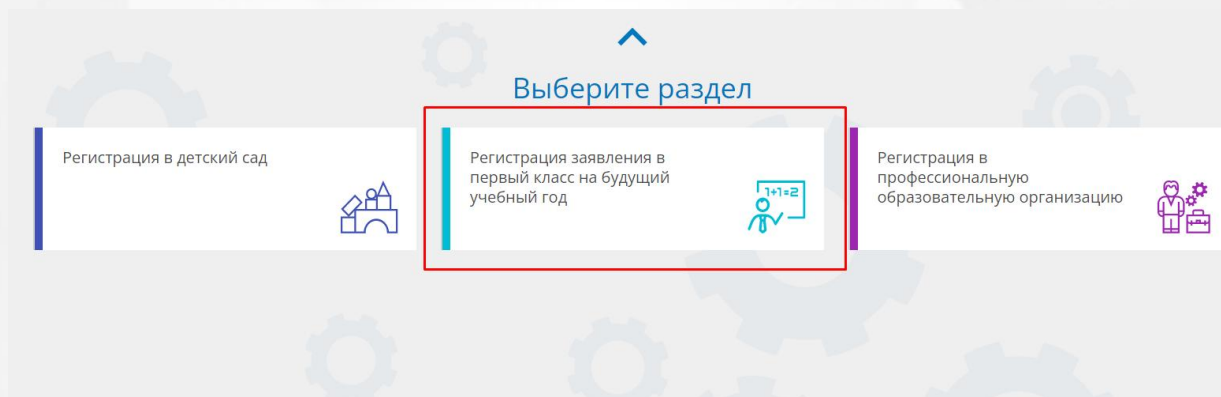 Выберите раздел
Регистрация в детский сад
Регистрация заявления в
первый класс на будущий
учебный год
1+1=2
Регистрация в
профессиональную
образовательную организацию